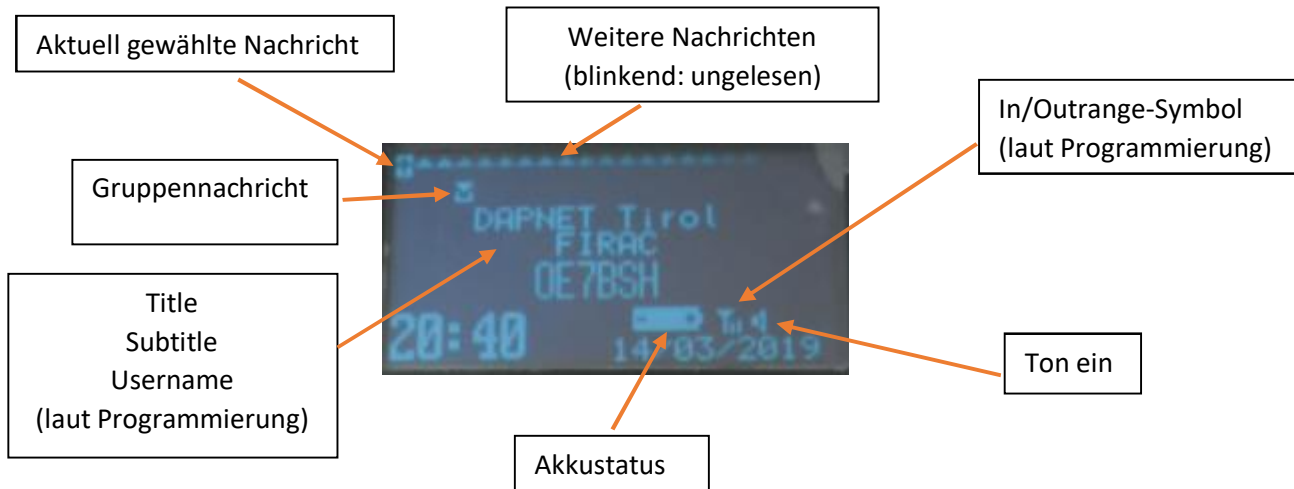 Aktuell gewählte Nachricht
Weitere Nachrichten
(blinkend: ungelesen)
In/Outrange-Symbol
(laut Programmierung)
Gruppennachricht
DAPNET Tirol
FIRAC
OE7BSH
Title
Subtitle
Username
(laut Programmierung)
20:40
14/03/2019
Ton ein
Akkustatus